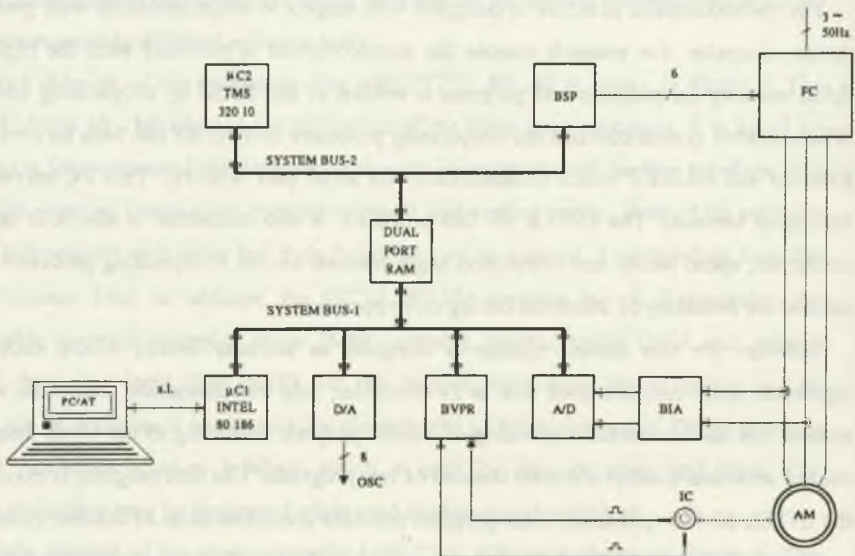 3 ~
50Hz
μC2
TMS
320 10
BSP
6
FC
SYSTEM BUS-2
DUAL
PORT
RAM
SYSTEM BUS-1
PC/AT
s.l.
μC1
INTEL
80 186
D/A
BVPR
A/D
BIA
8
OSC
IC
AM